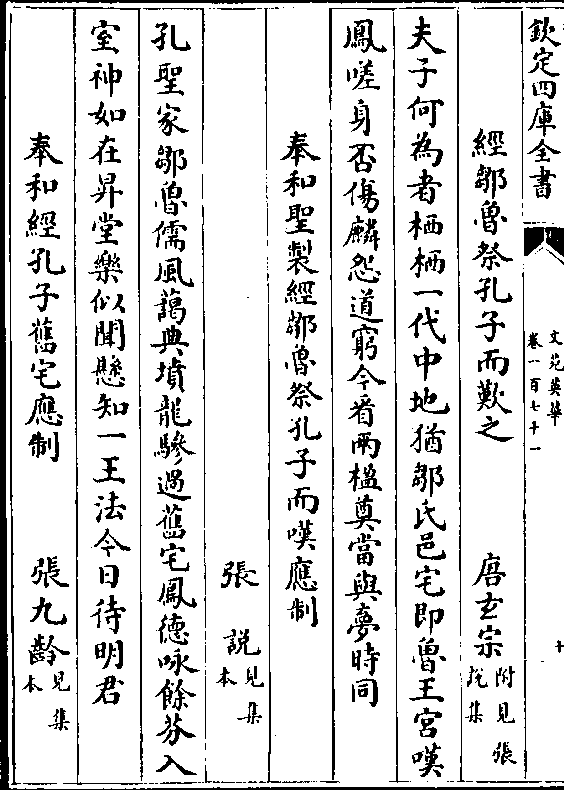 欽定四庫全書
文苑英華
卷一百七十一
十
經鄒魯祭孔子而歎之 唐玄宗 附見張說集
夫子何為者栖栖一代中地猶鄒氏邑宅即魯王宮嘆
鳳嗟身否傷麟怨道窮今看兩楹奠當與夢時同
奉和聖製經鄒魯祭孔子而嘆應制
張說 見集本
孔聖家鄒魯儒風藹典墳龍驂過舊宅鳳德咏餘芬入
室神如在昇堂樂似聞懸知一王法今日待明君
奉和經孔子舊宅應制 張九齡 見集本